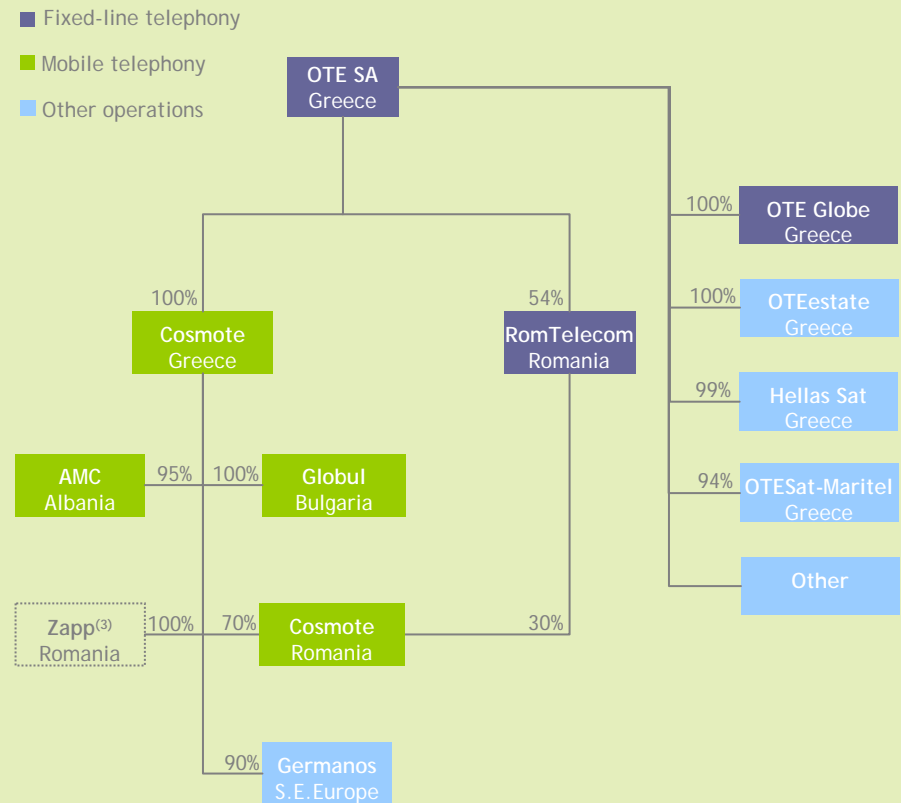 Fixed-line telephony
Mobile telephony
Other operations
OTE SA
Greece
100%
OTE Globe
Greece
100%
OTEestate
Greece
99%
Hellas Sat
Greece
94%
OTESat-Maritel
Greece
Other
100%
Cosmote
Greece
54%
RomTelecom
Romania
AMC
Albania
95%
100%
Globul
Bulgaria
Zapp(3)
Romania
100%
70%
Cosmote
Romania
30%
90%
Germanos
S.E.Europe